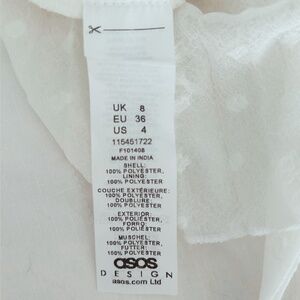 UK 8
EU 36
US 4
115451722
F101408
MADE IN INDIA
SHELL:
100% POLYESTER,
LINING:
100% POLYESTER
COUCHE EXTÉRIEURE:
100% POLYESTER,
DOUBLURE:
100% POLYESTER
EXTERIOR:
100% POLIÉSTER,
FORRO:
100% POLIÉSTER
MUSCHEL:
100% POLYESTER,
FUTTER:
100% POLYESTER
asos
DESIGN
asos.com Ltd